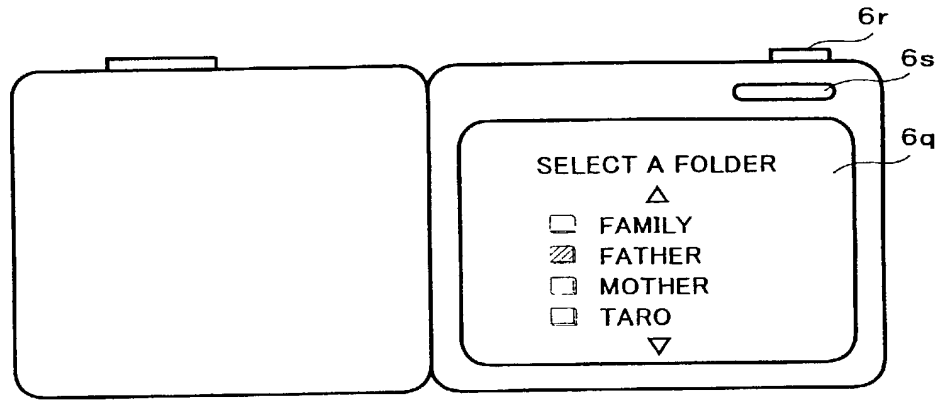 6r
6s
6q
SELECT A FOLDER
FAMILY
FATHER
MOTHER
TARO